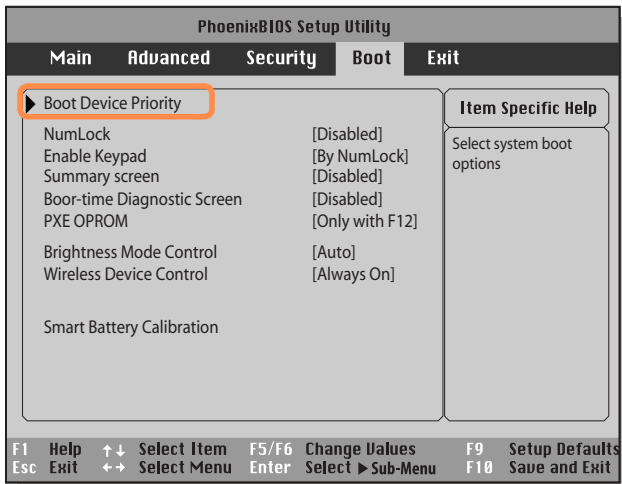 PhoenixBIOS Setup Utility
Main Advanced Security Boot Exit
Boot Device Priority
NumLock [Disabled]
Enable Keypad [By NumLock]
Summary screen [Disabled]
Boor-time Diagnostic Screen [Disabled]
PXE OPROM [Only with F12]
Brightness Mode Control [Auto]
Wireless Device Control [Always On]
Smart Battery Calibration
Item Specific Help
Select system boot
options
F1 Help ↑↓ Select Item F5/F6 Change Values F9 Setup Defaults
Esc Exit ←→ Select Menu Enter Select ▶ Sub-Menu F10 Save and Exit